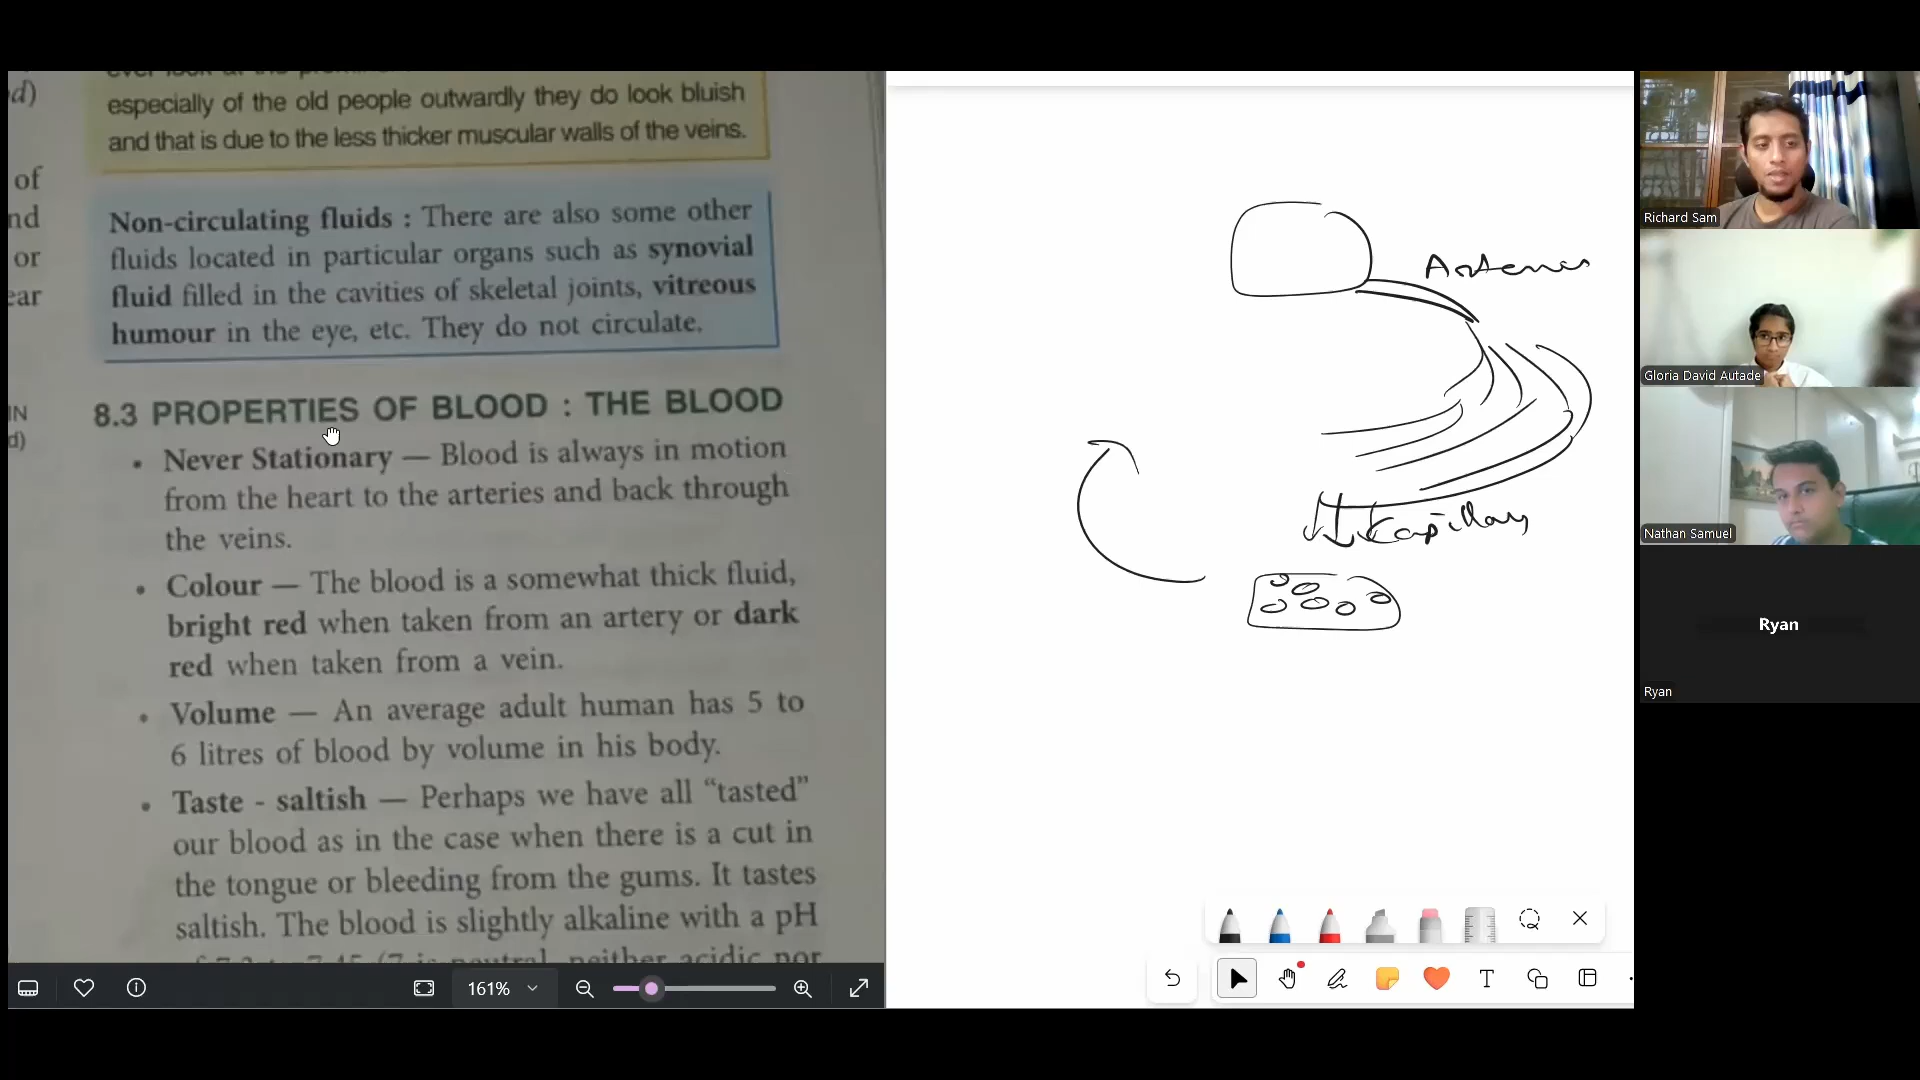 d)
of
nd
or
ear
IN
d)
especially of the old people outwardly they do look bluish
and that is due to the less thicker muscular walls of the veins.
Non-circulating fluids : There are also some other
fluids located in particular organs such as synovial
fluid filled in the cavities of skeletal joints, vitreous
humour in the eye, etc. They do not circulate.
8.3 PROPERTIES OF BLOOD : THE BLOOD
• Never Stationary — Blood is always in motion
from the heart to the arteries and back through
the veins.
• Colour — The blood is a somewhat thick fluid,
bright red when taken from an artery or dark
red when taken from a vein.
• Volume — An average adult human has 5 to
6 litres of blood by volume in his body.
• Taste - saltish — Perhaps we have all “tasted”
our blood as in the case when there is a cut in
the tongue or bleeding from the gums. It tastes
saltish. The blood is slightly alkaline with a pH
neutral, neither acidic nor
161%
Capillary
T
Richard Sam
Gloria David Autade
Nathan Samuel
Ryan
Ryan